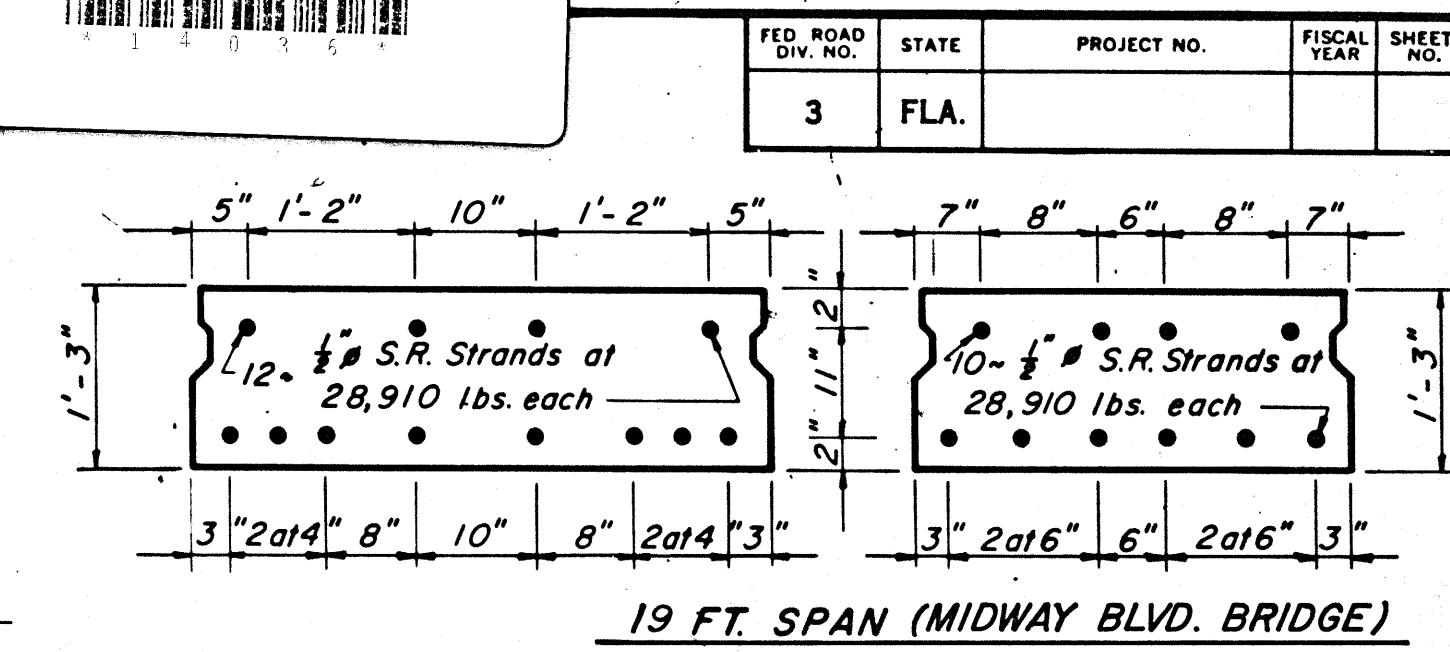 * 1 4 0 3 6 *
FED. ROAD DIV. NO.
STATE
PROJECT NO.
FISCAL YEAR
SHEET NO.
3
FLA.
5" 1'-2" 10" 1'-2" 5"
7" 8" 6" 8" 7"
1'-3"
2"
11"
2"
1'-3"
12~ ½"ø S.R. Strands at
28,910 lbs. each
10~ ½"ø S.R. Strands at
28,910 lbs. each
3" 2at4" 8" 10" 8" 2at4" 3"
3" 2at6" 6" 2at6" 3"
19 FT. SPAN (MIDWAY BLVD. BRIDGE)